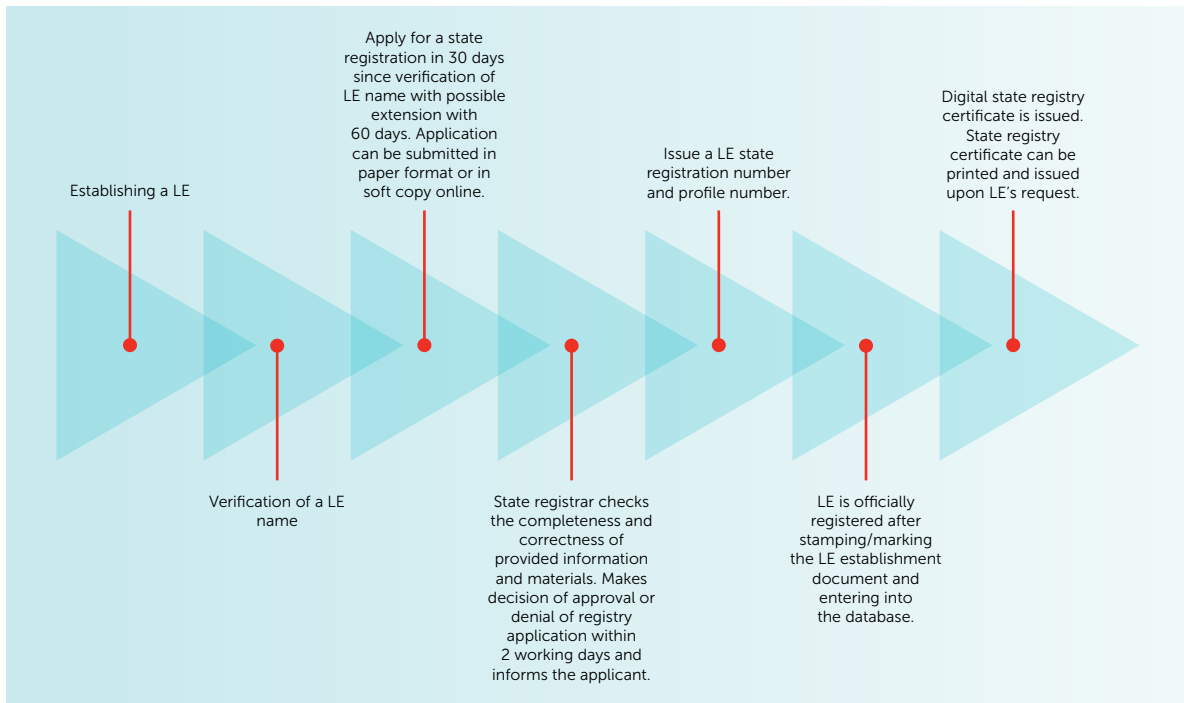 Establishing a LE
Verification of a LE
name
Apply for a state
registration in 30 days
since verification of
LE name with possible
extension with
60 days. Application
can be submitted in
paper format or in
soft copy online.
State registrar checks
the completeness and
correctness of
provided information
and materials. Makes
decision of approval or
denial of registry
application within
2 working days and
informs the applicant.
Issue a LE state
registration number
and profile number.
LE is officially
registered after
stamping/marking
the LE establishment
document and
entering into
the database.
Digital state registry
certificate is issued.
State registry
certificate can be
printed and issued
upon LE’s request.